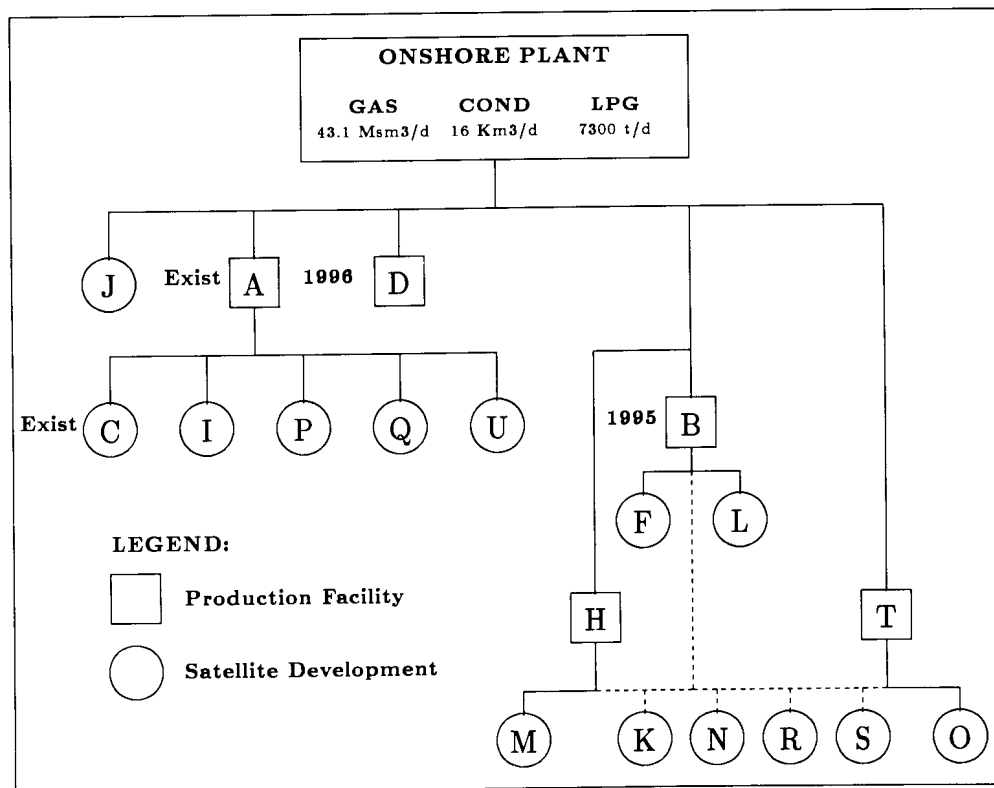 ONSHORE PLANT
GAS COND LPG
43.1 Msm3/d 16 Km3/d 7300 t/d
J Exist A 1996 D
Exist C I P Q U
1995 B
F L
LEGEND:
Production Facility
H T
Satellite Development
M K N R S O